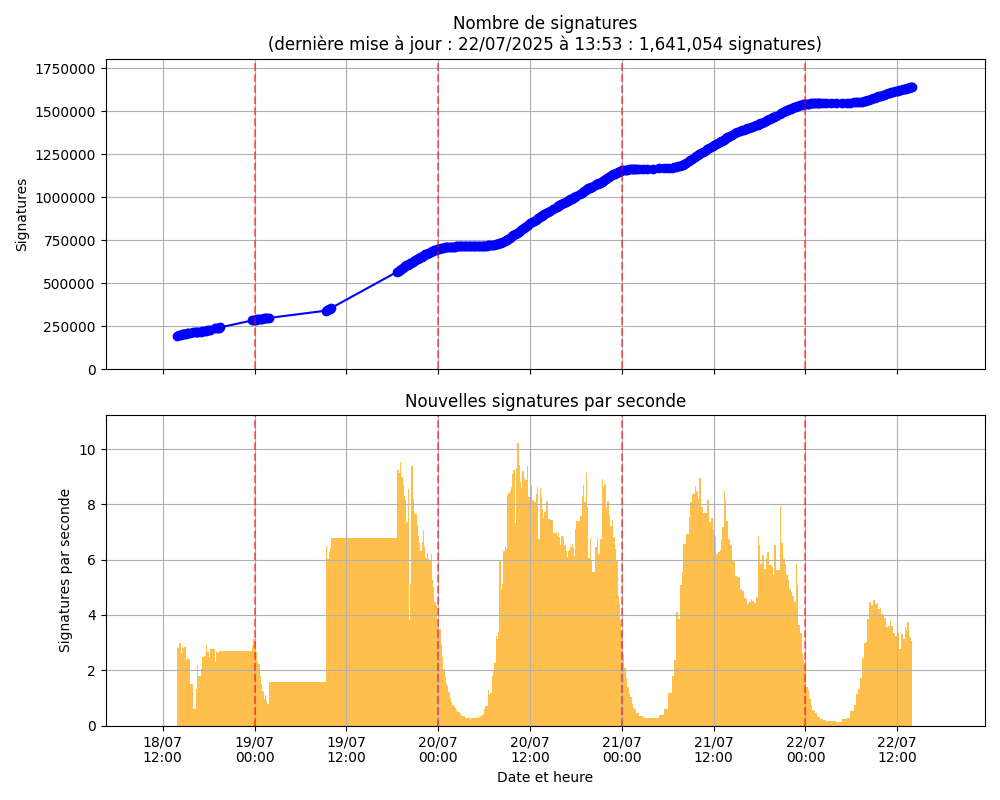 Nombre de signatures
(dernière mise à jour : 22/07/2025 à 13:53 : 1,641,054 signatures)
1750000
1500000
1250000
1000000
750000
500000
250000
0
Signatures
Nouvelles signatures par seconde
10
8
6
4
2
0
Signatures par seconde
18/07 19/07 19/07 20/07 20/07 21/07 21/07 22/07 22/07
12:00 00:00 12:00 00:00 12:00 00:00 12:00 00:00 12:00
Date et heure